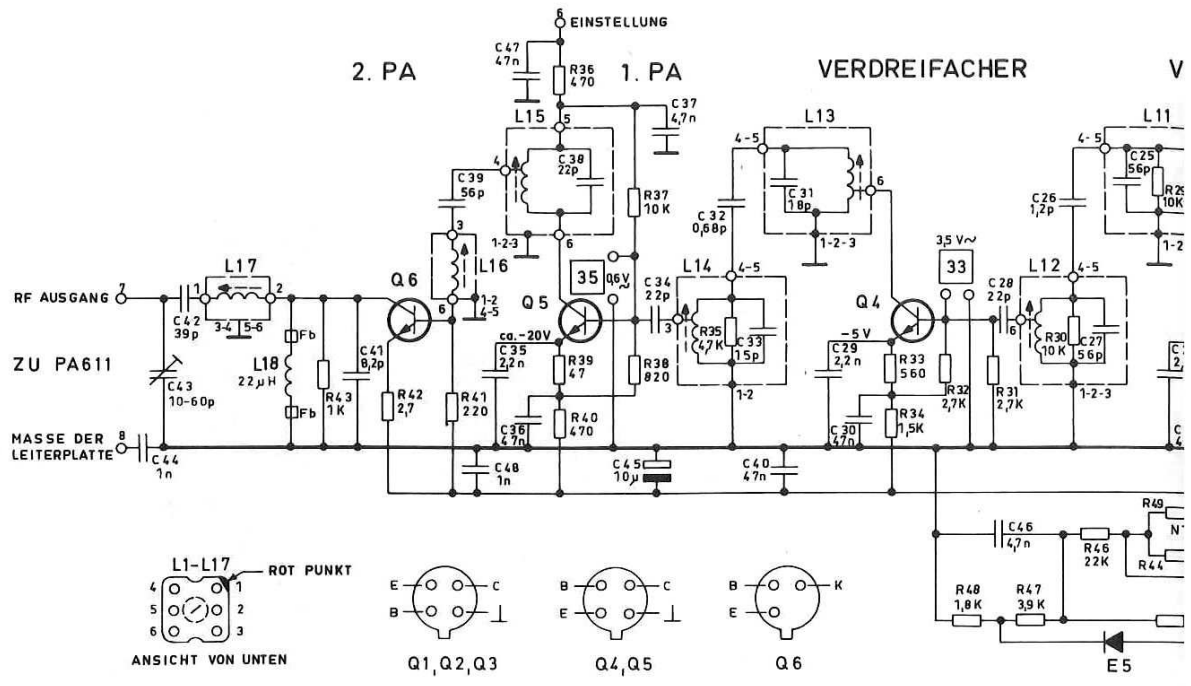 6
EINSTELLUNG
C47
47n
2. PA
R36
470
1. PA
VERDREIFACHER
V
C37
4,7n
L15
5
L13
L11
4
C38
22p
4-5
4-5
C39
56p
C25
56p
R29
10K
6
R37
10K
C31
18p
C26
1,2p
C32
0,68p
3
1-2-3
6
1-2-3
1-2
L16
35
0,6V~
3,5 V~
33
L17
Q6
Q5
L14
4-5
Q4
L12
4-5
6
1-2
4-5
C34
22p
C28
22p
RF AUSGANG
7
1
2
3
6
C42
39p
3-4
5-6
Fb
ca.-20V
R35
4,7K
C33
15p
-5V
R30
10K
C27
56p
ZU PA611
C41
8,2p
C35
2,2n
R39
47
R38
820
C29
2,2n
R33
560
R32
2,7K
R31
2,7K
L18
22µH
C43
10-60p
R43
1K
R42
2,7
R41
220
1-2
1-2-3
Fb
C36
47n
R40
470
C30
47n
R34
1,5K
MASSE DER
LEITERPLATTE
8
C44
1n
C48
1n
C45
10µ
C40
47n
R49
C46
4,7n
R46
22K
R44
L1-L17
ROT PUNKT
4
1
5
2
6
3
ANSICHT VON UNTEN
E
C
B
⊥
Q1,Q2,Q3
B
C
E
⊥
Q4,Q5
B
K
E
Q6
R48
1,8K
R47
3,9K
E5